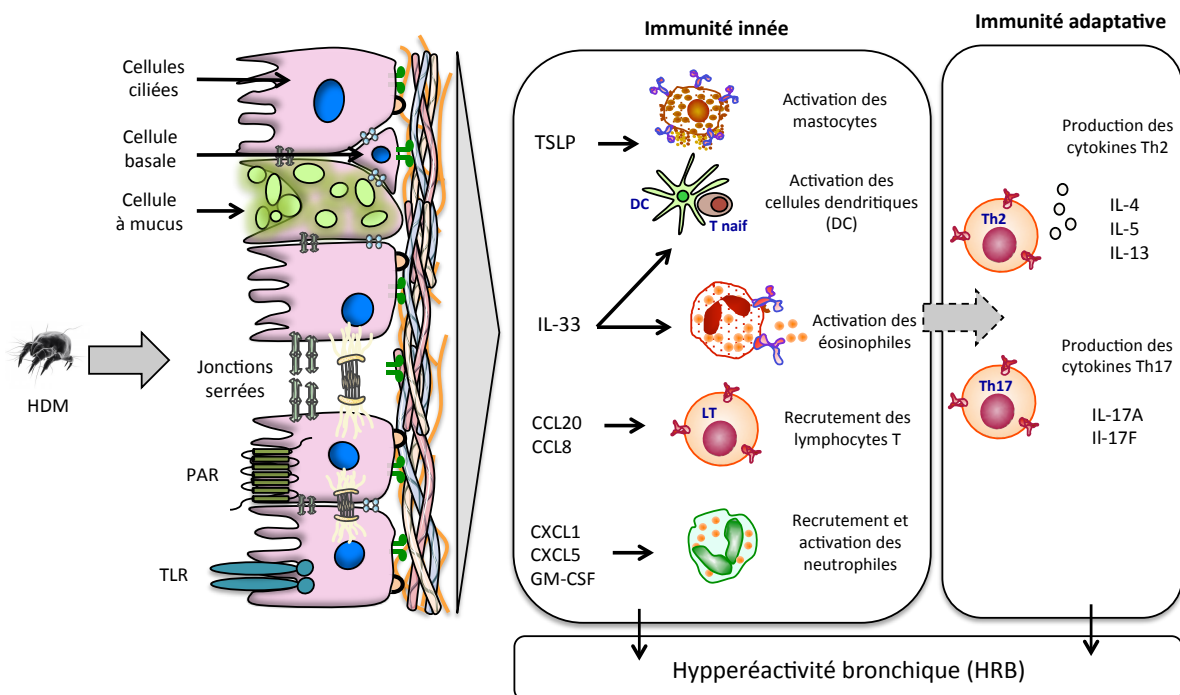 Cellules
ciliées
Cellule
basale
Cellule
à mucus
HDM
Jonctions
serrées
PAR
TLR
Immunité innée
TSLP
Activation des
mastocytes
DC
T naif
Activation des
cellules dendritiques
(DC)
IL-33
Activation des
éosinophiles
CCL20
CCL8
LT
Recrutement des
lymphocytes T
CXCL1
CXCL5
GM-CSF
Recrutement et
activation des
neutrophiles
Immunité adaptative
Production des
cytokines Th2
Th2
IL-4
IL-5
IL-13
Production des
cytokines Th17
Th17
IL-17A
Il-17F
Hypperéactivité bronchique (HRB)